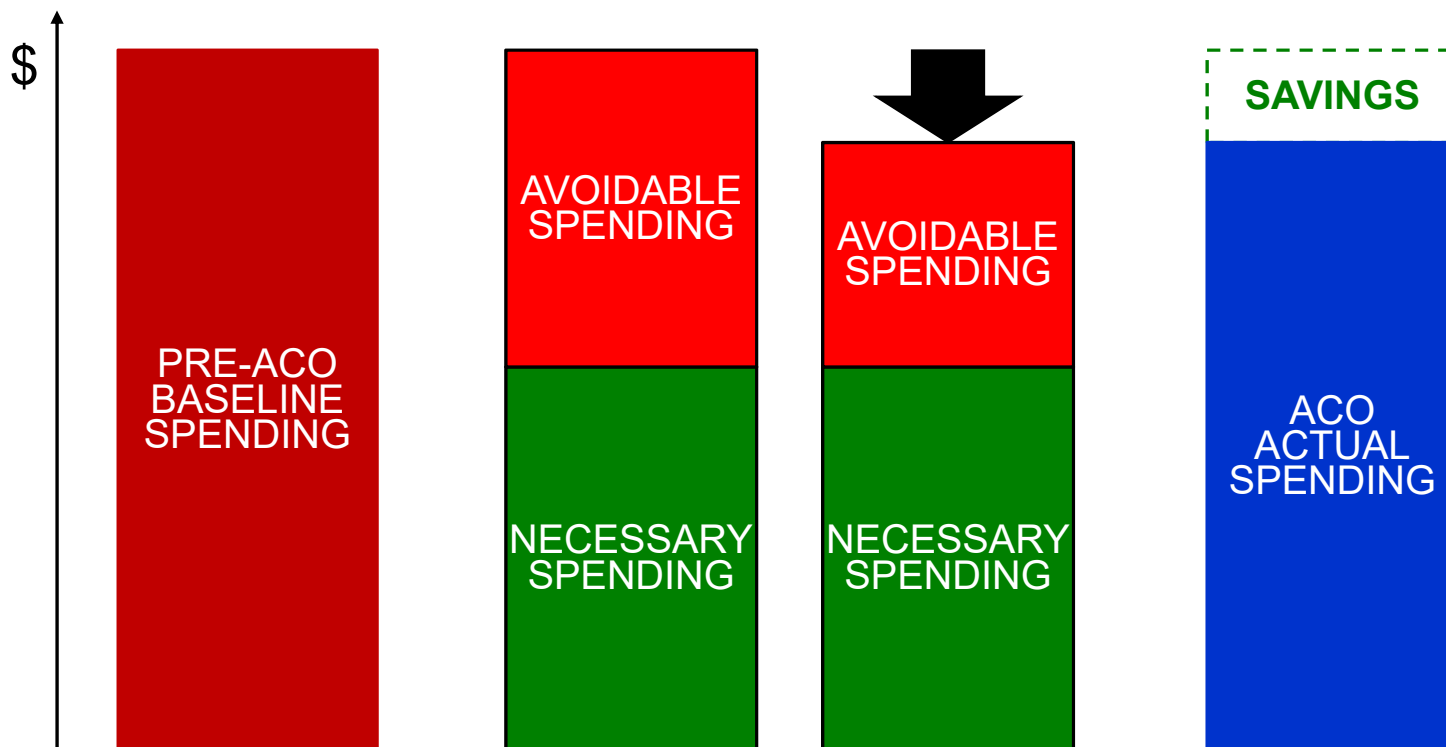 $
PRE-ACO
BASELINE
SPENDING
AVOIDABLE
SPENDING
NECESSARY
SPENDING
AVOIDABLE
SPENDING
NECESSARY
SPENDING
SAVINGS
ACO
ACTUAL
SPENDING